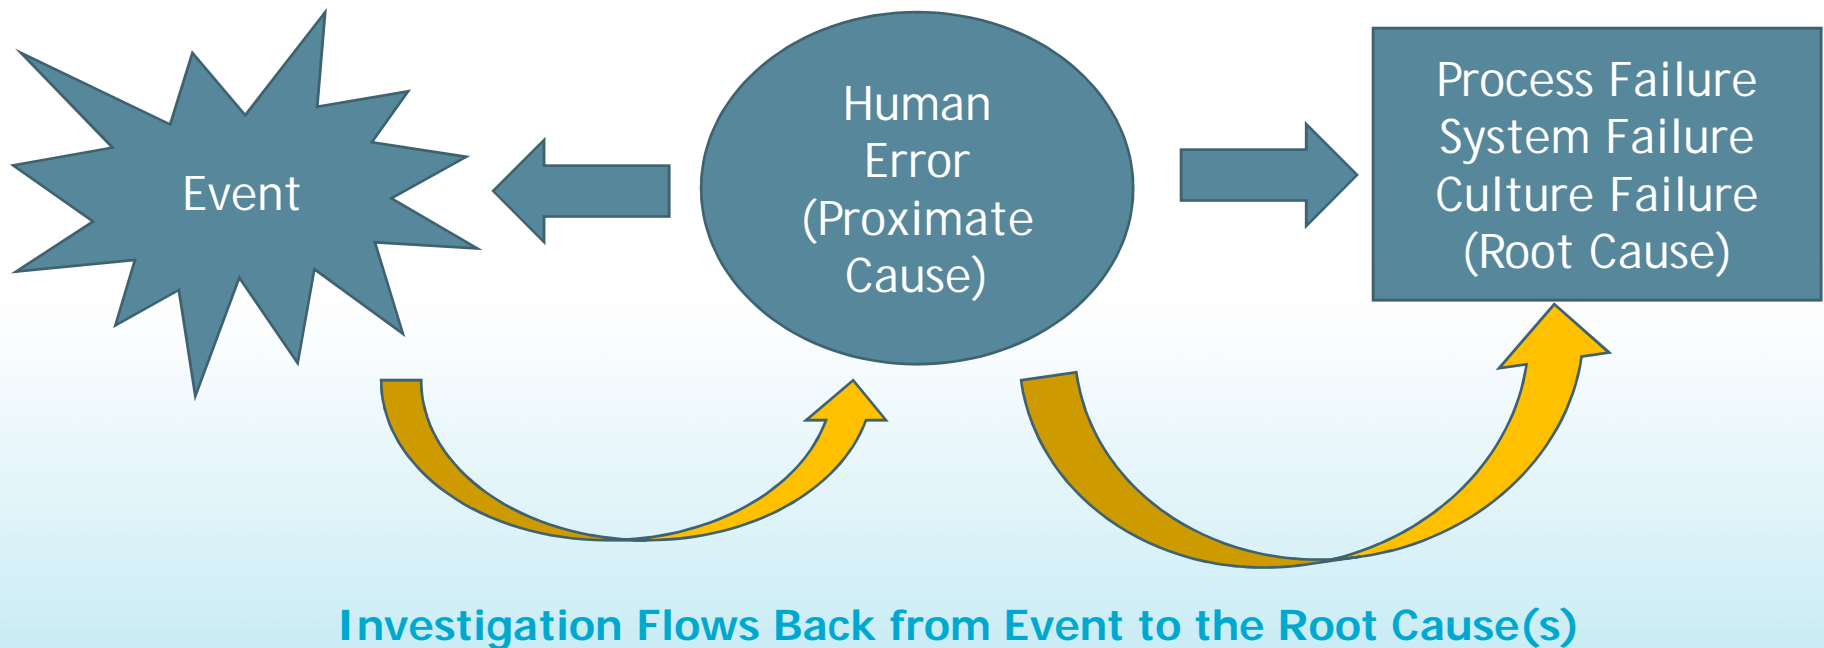 Event
Human
Error
(Proximate
Cause)
Process Failure
System Failure
Culture Failure
(Root Cause)
Investigation Flows Back from Event to the Root Cause(s)